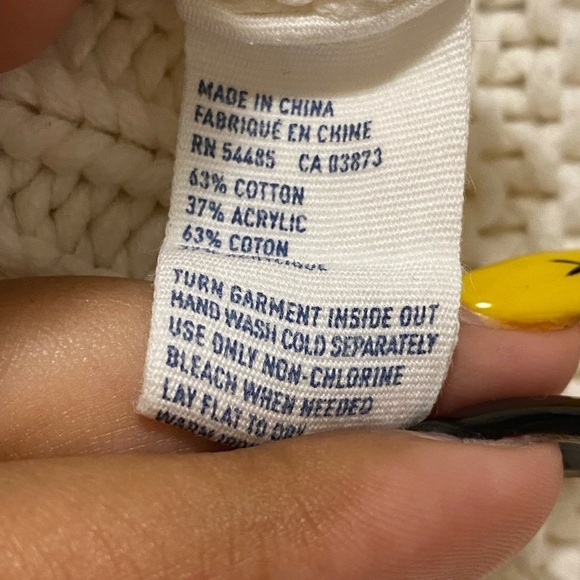 MADE IN CHINA
FABRIQUÉ EN CHINE
RN 54485 CA 03873
63% COTTON
37% ACRYLIC
63% COTON
TURN GARMENT INSIDE OUT
HAND WASH COLD SEPARATELY
USE ONLY NON-CHLORINE
BLEACH WHEN NEEDED
LAY FLAT TO DRY
WARM